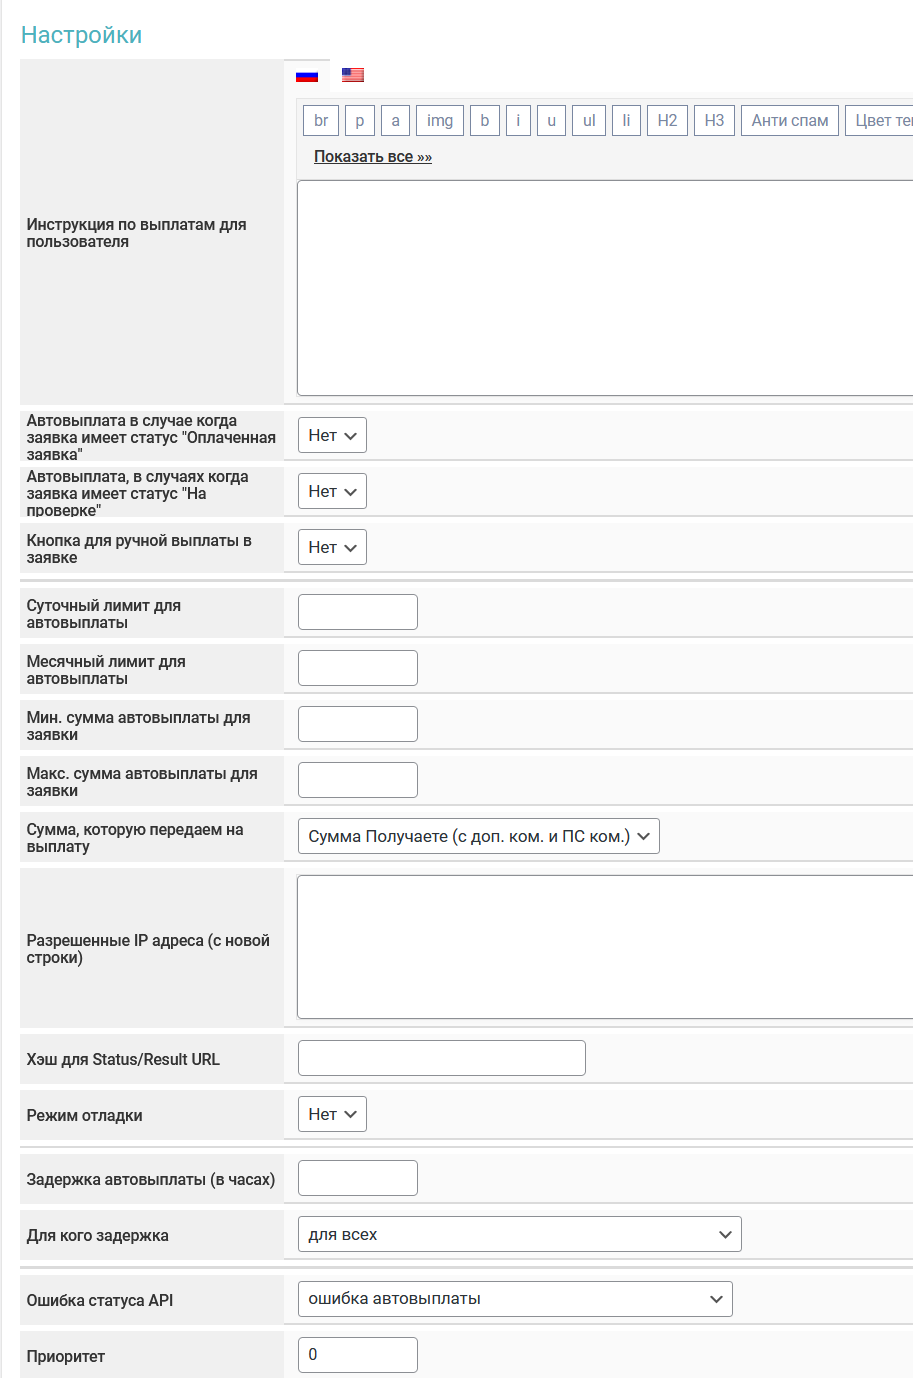 Настройки
br p a img b i u ul li H2 H3 Анти спам Цвет
Показать все »»
Инструкция по выплатам для
пользователя
Автовыплата в случае когда
заявка имеет статус "Оплаченная
заявка"
Нет
Автовыплата, в случаях когда
заявка имеет статус "На
проверке"
Нет
Кнопка для ручной выплаты в
заявке
Нет
Суточный лимит для
автовыплаты
Месячный лимит для
автовыплаты
Мин. сумма автовыплаты для
заявки
Макс. сумма автовыплаты для
заявки
Сумма, которую передаем на
выплату
Сумма Получаете (с доп. ком. и ПС ком.)
Разрешенные IP адреса (с новой
строки)
Хэш для Status/Result URL
Режим отладки
Нет
Задержка автовыплаты (в часах)
Для кого задержка
для всех
Ошибка статуса API
ошибка автовыплаты
Приоритет
0